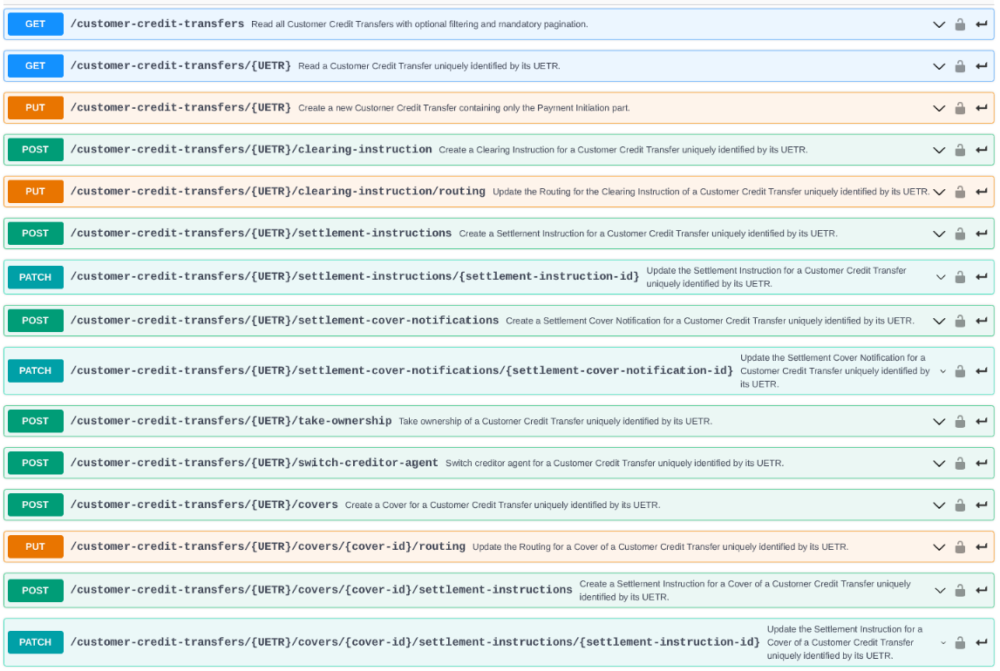 GET /customer-credit-transfers Read all Customer Credit Transfers with optional filtering and mandatory pagination.
GET /customer-credit-transfers/{UETR} Read a Customer Credit Transfer uniquely identified by its UETR.
PUT /customer-credit-transfers/{UETR} Create a new Customer Credit Transfer containing only the Payment Initiation part.
POST /customer-credit-transfers/{UETR}/clearing-instruction Create a Clearing Instruction for a Customer Credit Transfer uniquely identified by its UETR.
PUT /customer-credit-transfers/{UETR}/clearing-instruction/routing Update the Routing for the Clearing Instruction of a Customer Credit Transfer uniquely identified by its UETR.
POST /customer-credit-transfers/{UETR}/settlement-instructions Create a Settlement Instruction for a Customer Credit Transfer uniquely identified by its UETR.
PATCH /customer-credit-transfers/{UETR}/settlement-instructions/{settlement-instruction-id} Update the Settlement Instruction for a Customer Credit Transfer
uniquely identified by its UETR.
POST /customer-credit-transfers/{UETR}/settlement-cover-notifications Create a Settlement Cover Notification for a Customer Credit Transfer uniquely identified by its UETR.
PATCH /customer-credit-transfers/{UETR}/settlement-cover-notifications/{settlement-cover-notification-id} Update the Settlement Cover Notification for a
Customer Credit Transfer uniquely identified by
its UETR.
POST /customer-credit-transfers/{UETR}/take-ownership Take ownership of a Customer Credit Transfer uniquely identified by its UETR.
POST /customer-credit-transfers/{UETR}/switch-creditor-agent Switch creditor agent for a Customer Credit Transfer uniquely identified by its UETR.
POST /customer-credit-transfers/{UETR}/covers Create a Cover for a Customer Credit Transfer uniquely identified by its UETR.
PUT /customer-credit-transfers/{UETR}/covers/{cover-id}/routing Update the Routing for a Cover of a Customer Credit Transfer uniquely identified by its UETR.
POST /customer-credit-transfers/{UETR}/covers/{cover-id}/settlement-instructions Create a Settlement Instruction for a Cover of a Customer Credit Transfer uniquely
identified by its UETR.
PATCH /customer-credit-transfers/{UETR}/covers/{cover-id}/settlement-instructions/{settlement-instruction-id} Update the Settlement Instruction for a
Cover of a Customer Credit Transfer
uniquely identified by its UETR.